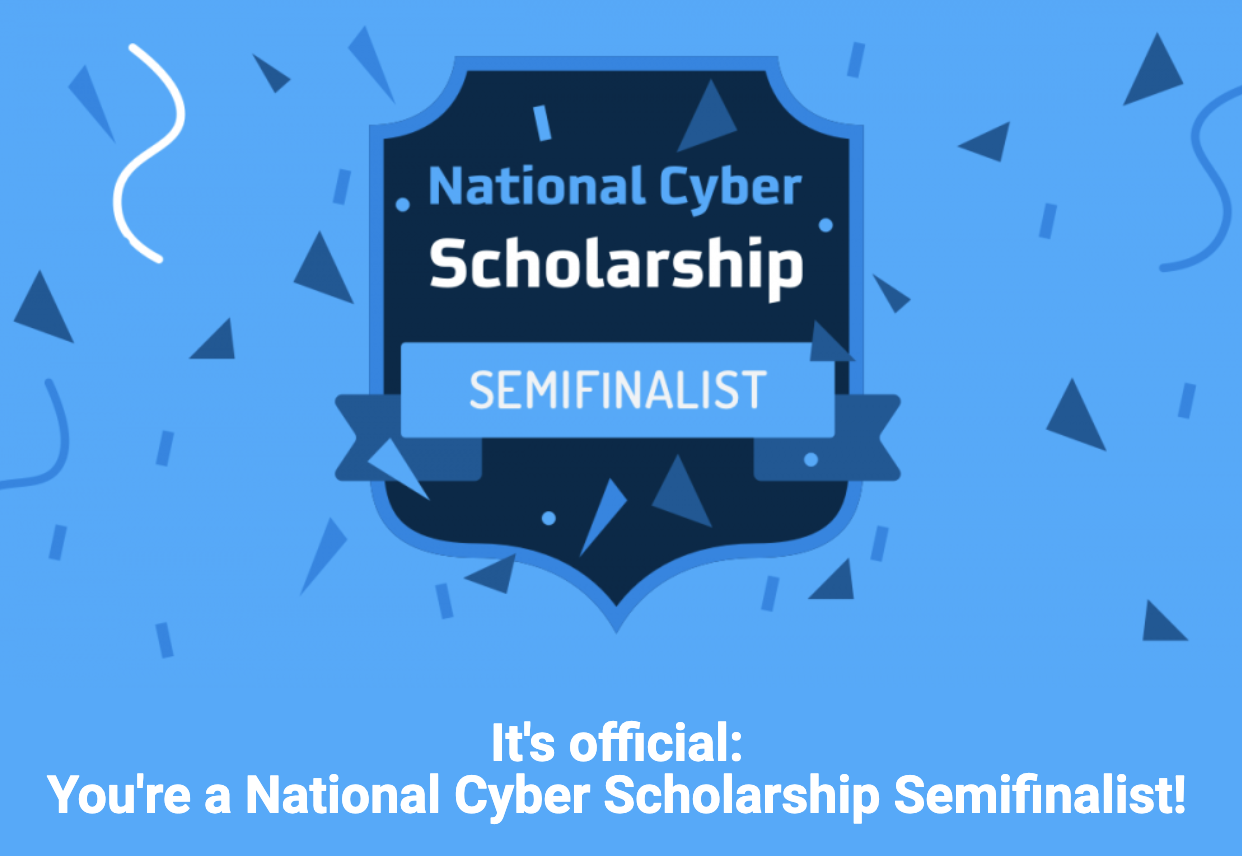 National Cyber
Scholarship
SEMIFINALIST
It's official:
You're a National Cyber Scholarship Semifinalist!